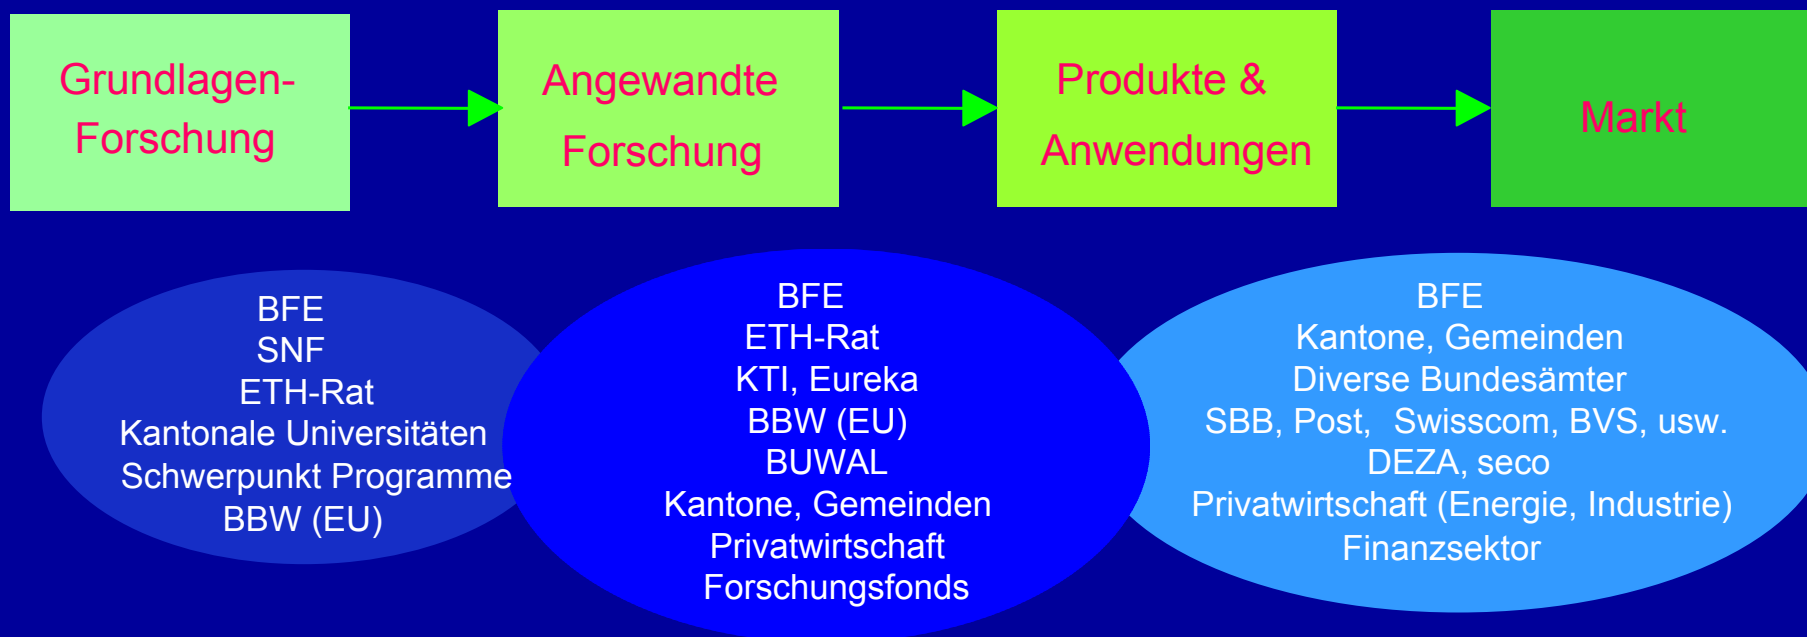 Grundlagen-
Forschung
Angewandte
Forschung
Produkte &
Anwendungen
Markt
BFE
SNF
ETH-Rat
Kantonale Universitäten
Schwerpunkt Programme
BBW (EU)
BFE
ETH-Rat
KTI, Eureka
BBW (EU)
BUWAL
Kantone, Gemeinden
Privatwirtschaft
Forschungsfonds
BFE
Kantone, Gemeinden
Diverse Bundesämter
SBB, Post, Swisscom, BVS, usw.
DEZA, seco
Privatwirtschaft (Energie, Industrie)
Finanzsektor